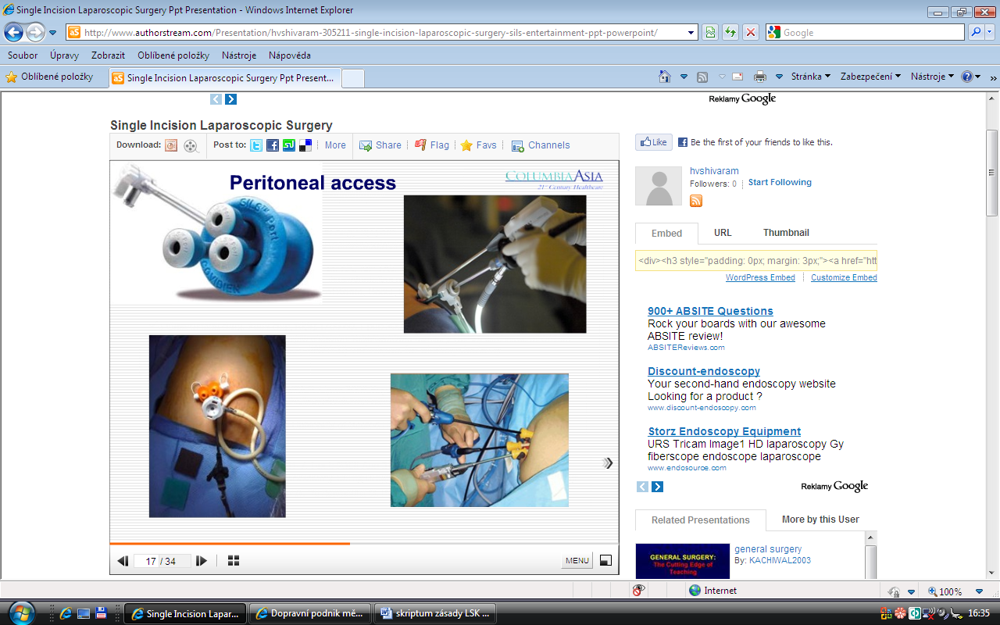 Single Incision Laparoscopic Surgery Ppt Presentation - Windows Internet Explorer
http://www.authorstream.com/Presentation/hvshivaram-305211-single-incision-laparoscopic-surgery-sils-entertainment-ppt-powerpoint/
Google
Soubor Úpravy Zobrazit Oblíbené položky Nástroje Nápověda
Oblíbené položky
Single Incision Laparoscopic Surgery Ppt Present...
Stránka Zabezpečení Nástroje
Reklamy Google
Single Incision Laparoscopic Surgery
Download: Post to: More Share Flag Favs Channels
Peritoneal access
COLUMBIA ASIA
21st Century Healthcare
SILS™ Port
COVIDIEN
17 / 34
MENU
Like Be the first of your friends to like this.
hvshivaram
Followers: 0 Start Following
Embed URL Thumbnail
<div><h3 style="padding: 0px; margin: 3px;"><a href="htt
WordPress Embed Customize Embed
900+ ABSITE Questions
Rock your boards with our awesome
ABSITE review!
ABSITEReviews.com
Discount-endoscopy
Your second-hand endoscopy website
Looking for a product ?
www.discount-endoscopy.com
Storz Endoscopy Equipment
URS Tricam Image1 HD laparoscopy Gy
fiberscope endoscope laparoscope
www.endosource.com
Reklamy Google
Related Presentations More by this User
GENERAL SURGERY:
The Cutting Edge of
Teaching
general surgery
By: KACHIWAL2003
Internet
100%
Single Incision Lapar...
Dopravní podnik mě...
skriptum zásady LSK ...
16:35